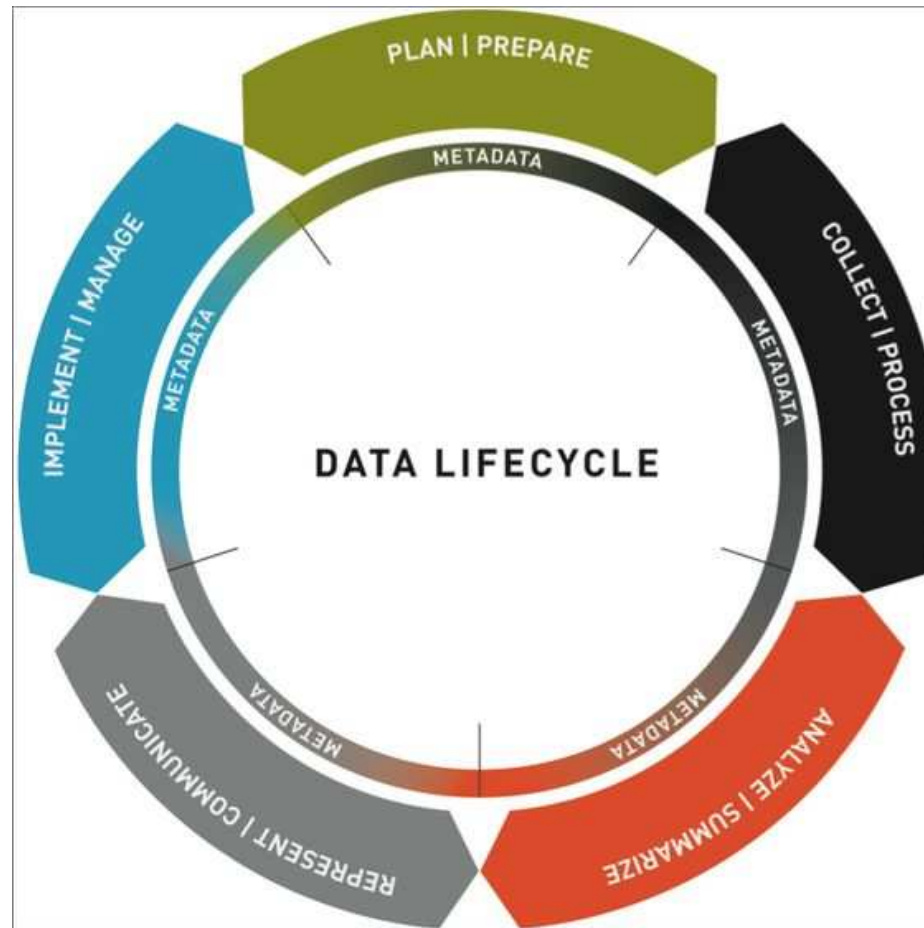 PLAN | PREPARE
METADATA
COLLECT | PROCESS
METADATA
ANALYZE | SUMMARIZE
METADATA
REPRESENT | COMMUNICATE
METADATA
IMPLEMENT | MANAGE
METADATA
DATA LIFECYCLE